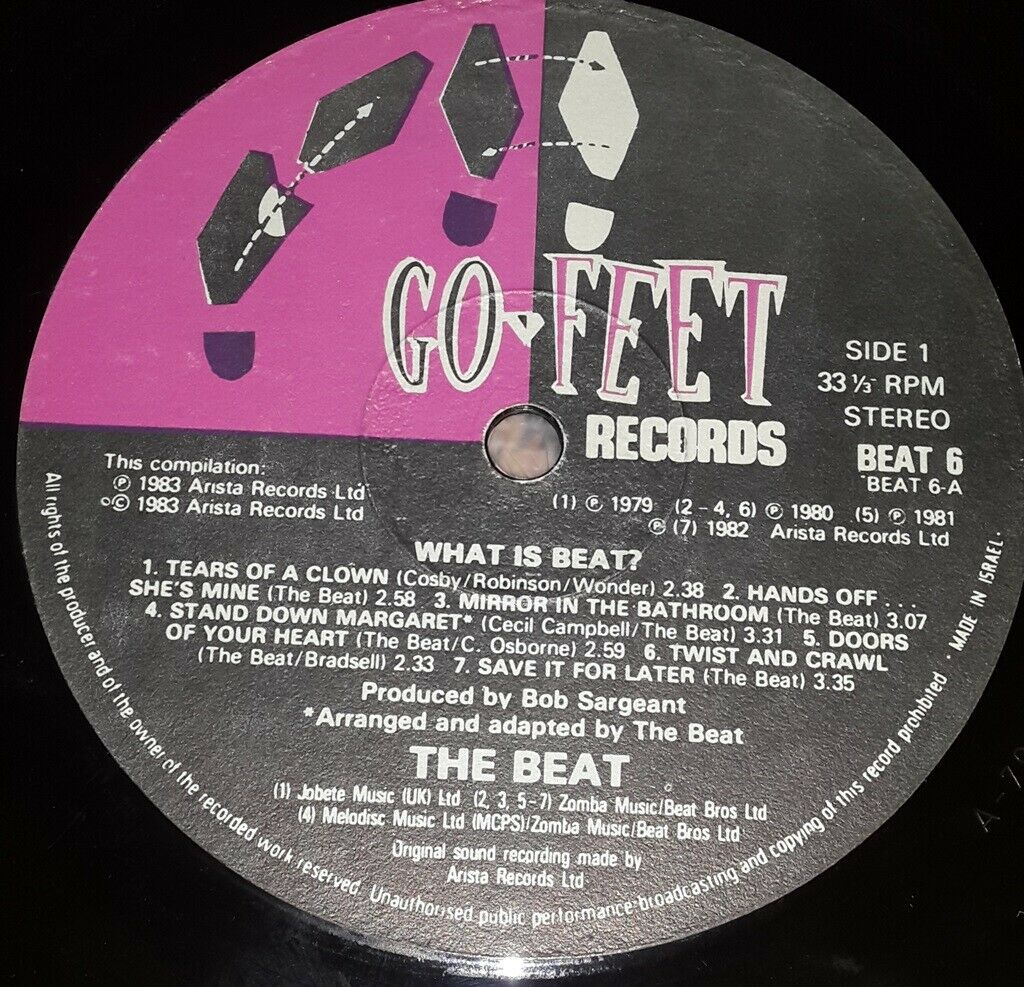 GO FEET
RECORDS
SIDE 1
33 ⅓ RPM
STEREO
BEAT 6
BEAT 6-A
This compilation:
℗ 1983 Arista Records Ltd
© 1983 Arista Records Ltd
(1) ℗ 1979 (2 - 4, 6) ℗ 1980 (5) ℗ 1981
℗ (7) 1982 Arista Records Ltd
WHAT IS BEAT?
1. TEARS OF A CLOWN (Cosby/Robinson/Wonder) 2.38 2. HANDS OFF . . .
SHE'S MINE (The Beat) 2.58 3. MIRROR IN THE BATHROOM (The Beat) 3.07
4. STAND DOWN MARGARET* (Cecil Campbell/The Beat) 3.31 5. DOORS
OF YOUR HEART (The Beat/C. Osborne) 2.59 6. TWIST AND CRAWL
(The Beat/Bradsell) 2.33 7. SAVE IT FOR LATER (The Beat) 3.35
Produced by Bob Sargeant
*Arranged and adapted by The Beat
THE BEAT
(1) Jobete Music (UK) Ltd (2, 3, 5-7) Zomba Music/Beat Bros Ltd
(4) Melodisc Music Ltd (MCPS)/Zomba Music/Beat Bros Ltd
Original sound recording made by
Arista Records Ltd
All rights of the producer and of the owner of the recorded work reserved. Unauthorised public performance broadcasting and copying of this record prohibited · MADE IN ISRAEL ·